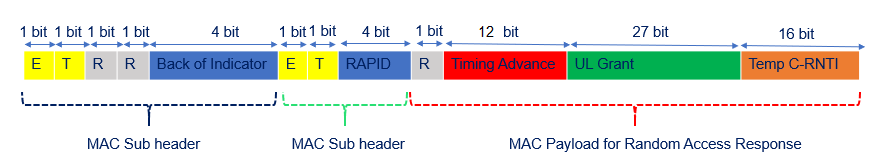 1 bit 1 bit 1 bit 1 bit 4 bit 1 bit 1 bit 4 bit 1 bit 12 bit 27 bit 16 bit
E T R R Back of Indicator E T RAPID R Timing Advance UL Grant Temp C-RNTI
MAC Sub header MAC Sub header MAC Payload for Random Access Response